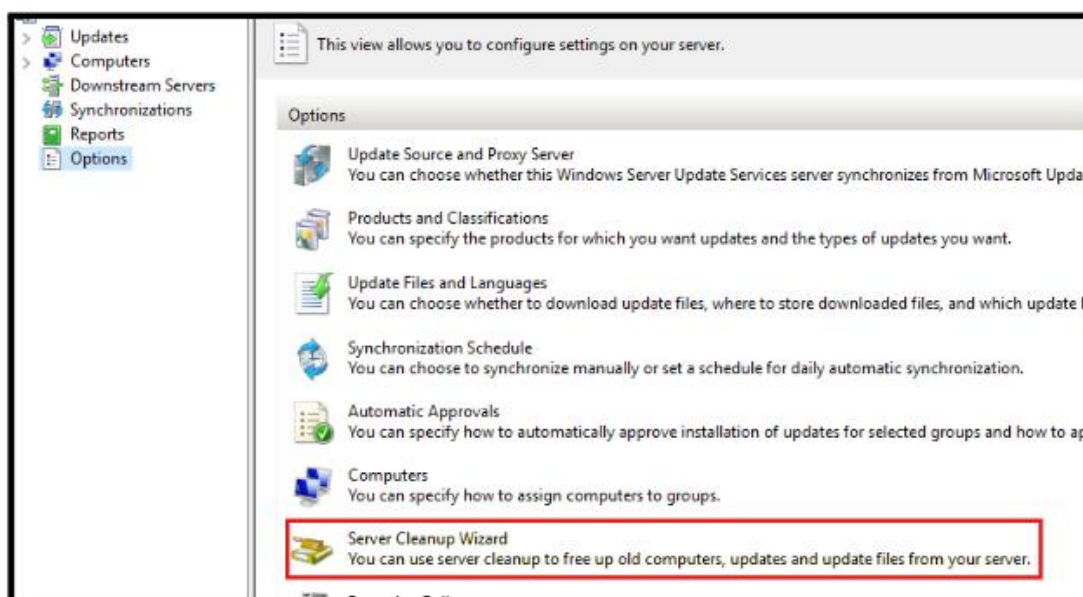 Updates
Computers
Downstream Servers
Synchronizations
Reports
Options
This view allows you to configure settings on your server.
Options
Update Source and Proxy Server
You can choose whether this Windows Server Update Services server synchronizes from Microsoft Upda
Products and Classifications
You can specify the products for which you want updates and the types of updates you want.
Update Files and Languages
You can choose whether to download update files, where to store downloaded files, and which update
Synchronization Schedule
You can choose to synchronize manually or set a schedule for daily automatic synchronization.
Automatic Approvals
You can specify how to automatically approve installation of updates for selected groups and how to ap
Computers
You can specify how to assign computers to groups.
Server Cleanup Wizard
You can use server cleanup to free up old computers, updates and update files from your server.